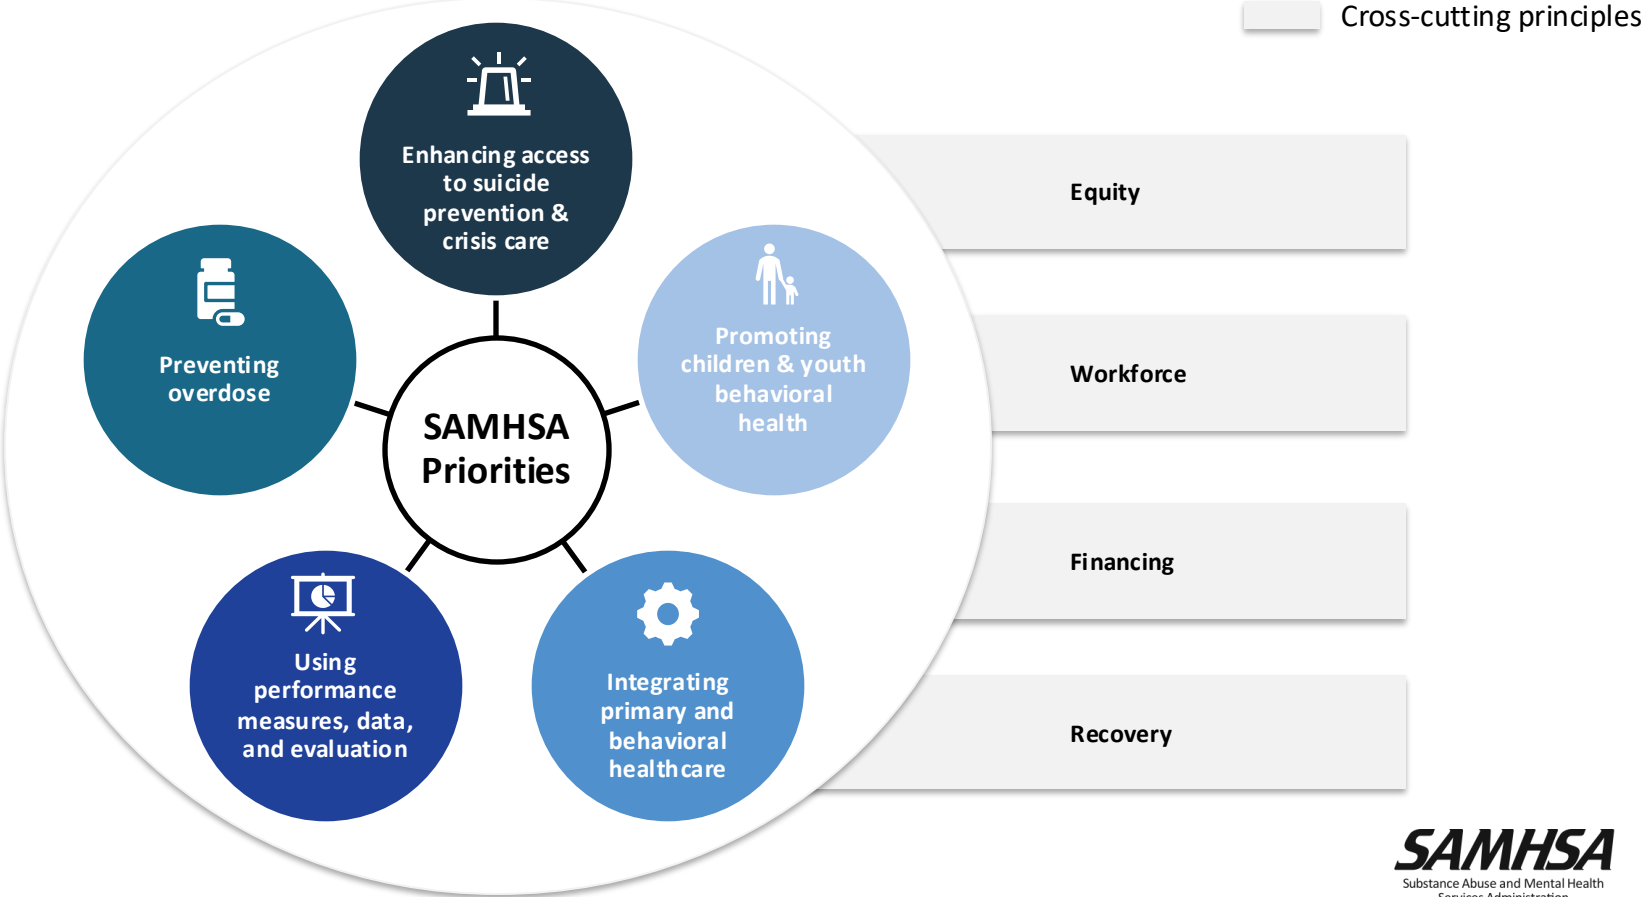 Cross-cutting principles
Enhancing access
to suicide
prevention &
crisis care
Preventing
overdose
Promoting
children & youth
behavioral
health
SAMHSA
Priorities
Using
performance
measures, data,
and evaluation
Integrating
primary and
behavioral
healthcare
Equity
Workforce
Financing
Recovery
SAMHSA
Substance Abuse and Mental Health
Services Administration